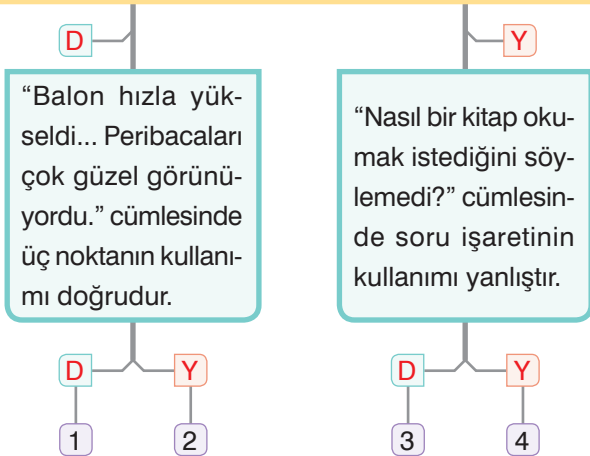 D
Y
“Balon hızla yük-
seldi... Peribacaları
çok güzel görünü-
yordu.” cümlesinde
üç noktanın kullanı-
mı doğrudur.
“Nasıl bir kitap oku-
mak istediğini söy-
lemedi?” cümlesin-
de soru işaretinin
kullanımı yanlıştır.
D
Y
D
Y
1
2
3
4